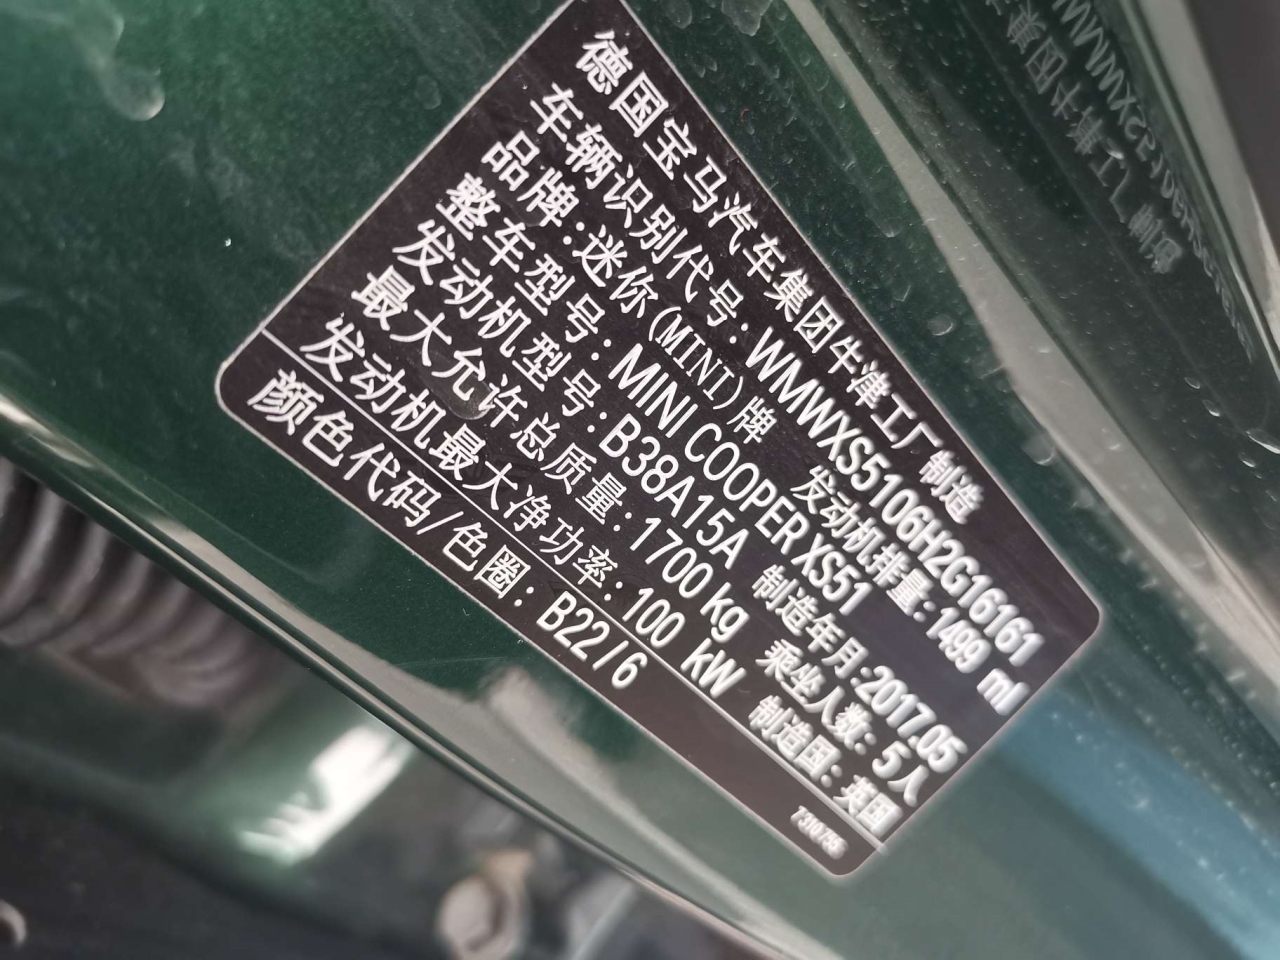 德国宝马汽车集团牛津工厂制造
车辆识别代号:WMWXS5106H2G16161
品牌:迷你(MINI)牌 发动机排量:1499 ml
整车型号:MINI COOPER XS51 制造年月:201705
发动机型号:B38A15A 乘坐人数:5人
最大允许总质量:1700 kg 制造国:英国
发动机最大净功率:100 kW
颜色代码/色圈:B22/6